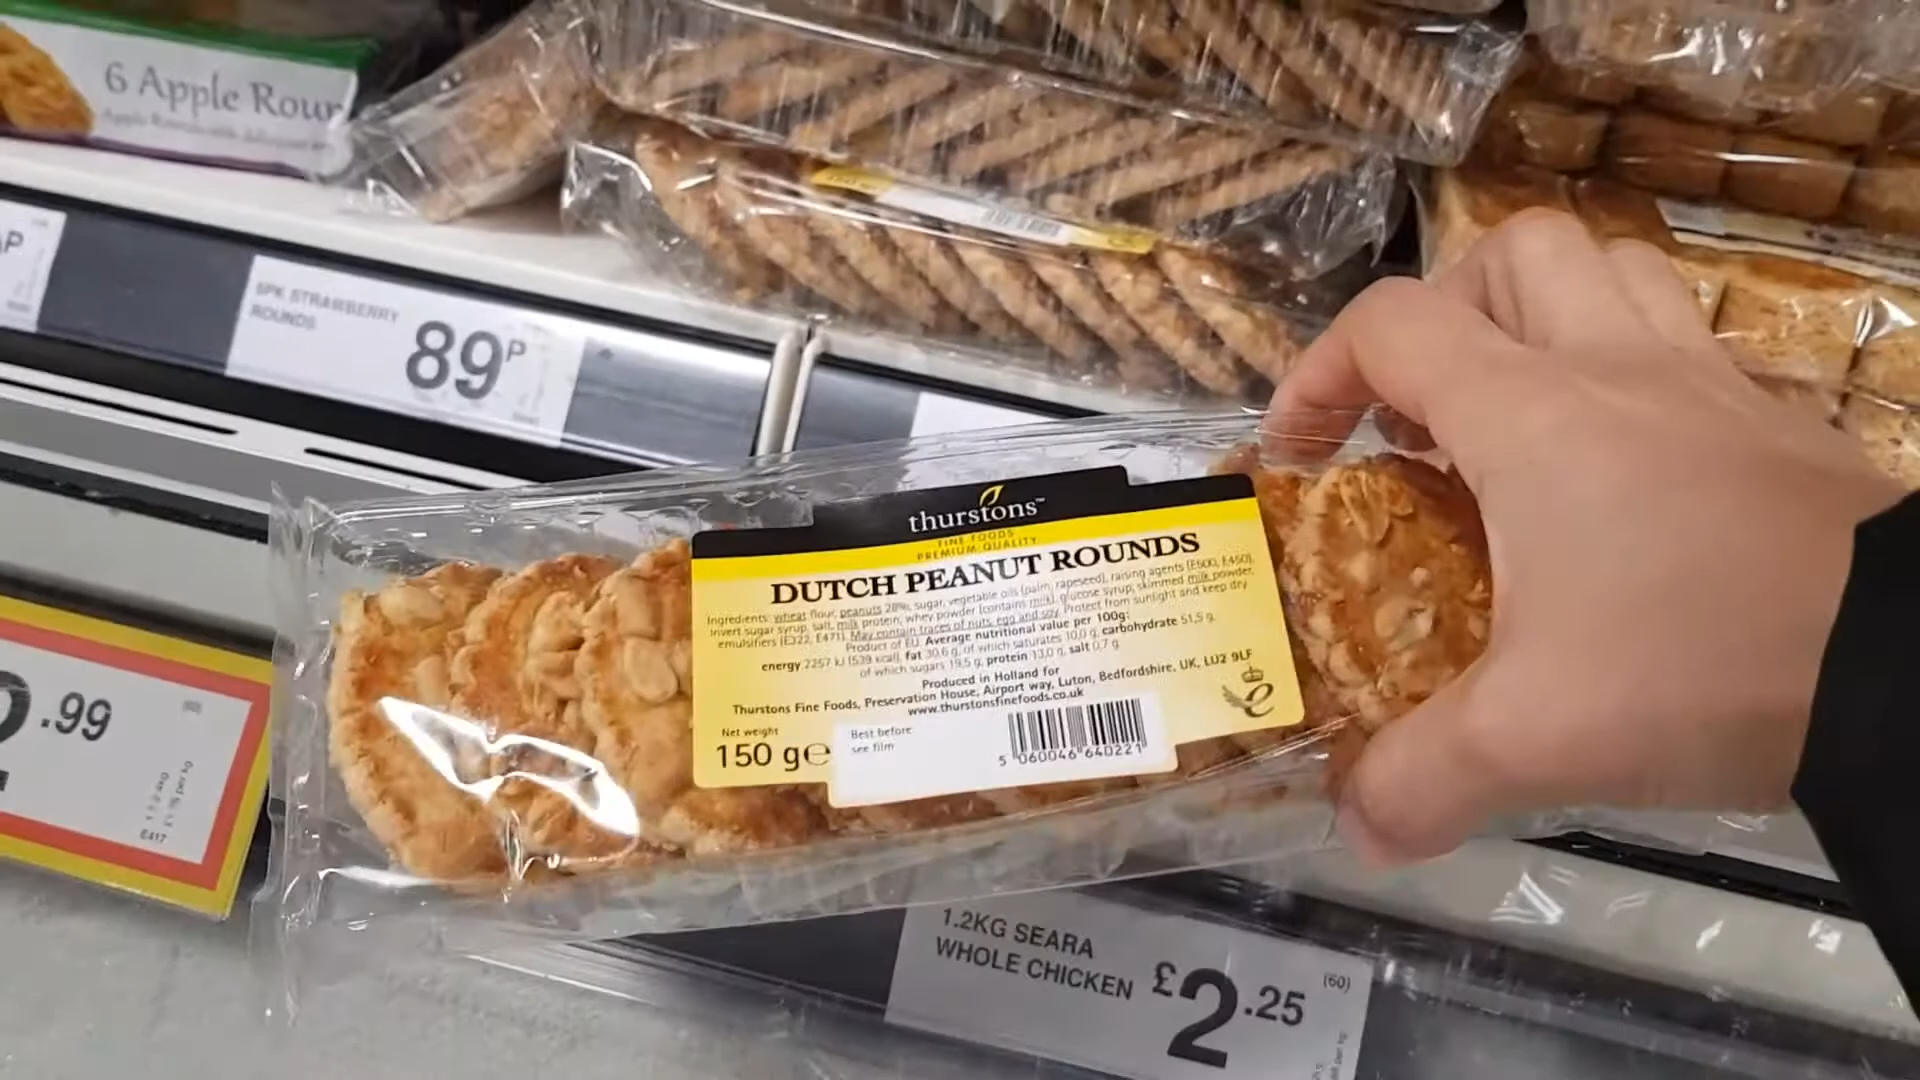 6 Apple Roun
P
6PK STRAWBERRY
ROUNDS
89P
thurstons™
FINE FOODS
PREMIUM QUALITY
DUTCH PEANUT ROUNDS
Ingredients: wheat flour, peanuts 28%, sugar, vegetable oils (palm, rapeseed), raising agents (E500, E450),
invert sugar syrup, salt, milk protein, whey powder (contains milk), glucose syrup, skimmed milk powder,
emulsifiers (E322, E471). May contain traces of nuts, egg and soy. Protect from sunlight and keep dry
Product of EU. Average nutritional value per 100g:
energy 2257 kJ (539 kcal), fat 30,6 g, of which saturates 10,0 g, carbohydrate 51,5 g,
of which sugars 19,5 g, protein 13,0 g, salt 0,7 g
Produced in Holland for
Thurstons Fine Foods, Preservation House, Airport way, Luton, Bedfordshire, UK, LU2 9LF
www.thurstonsfinefoods.co.uk
Net weight
150 g e
Best before
see film
5 060046 640221
2.99
(60)
E417
1.2KG SEARA
WHOLE CHICKEN
£2.25
(60)